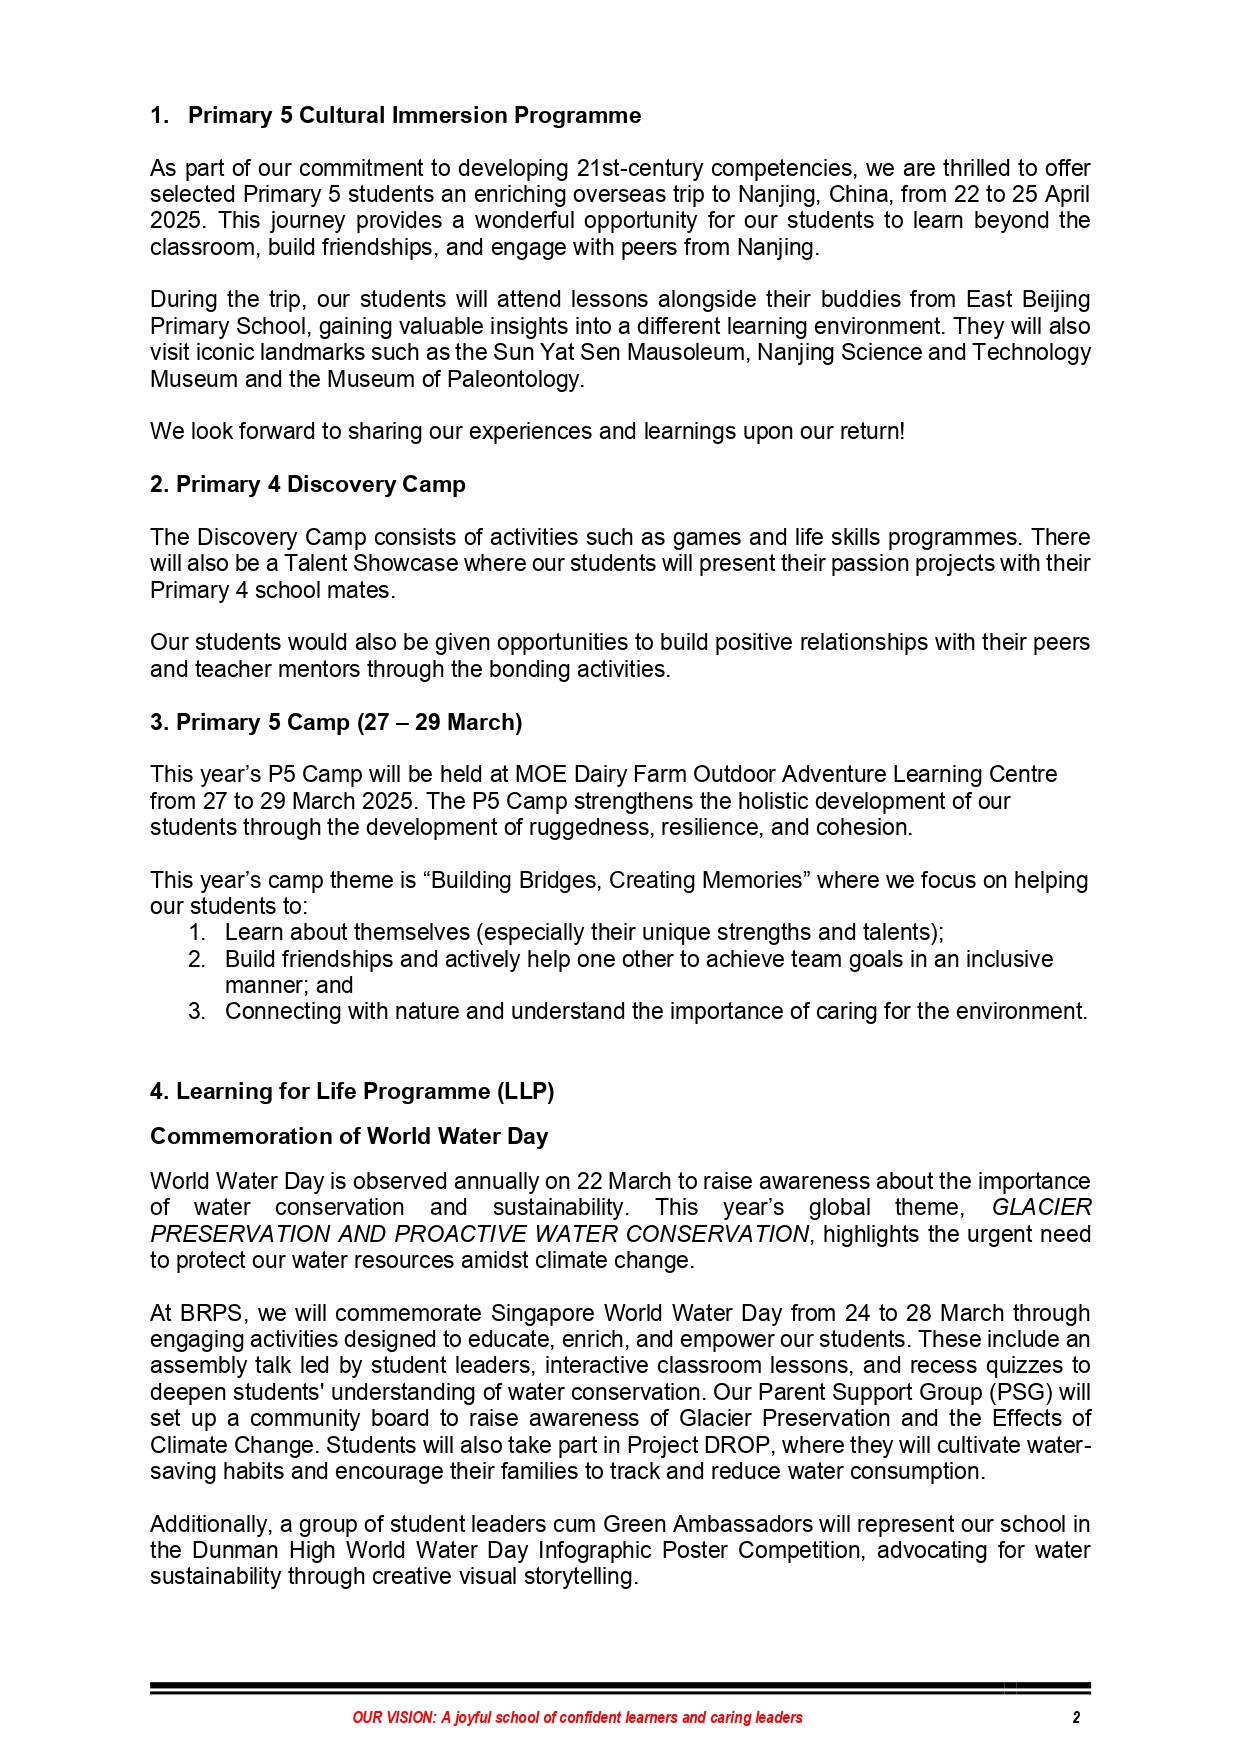 1. Primary 5 Cultural Immersion Programme
As part of our commitment to developing 21st-century competencies, we are thrilled to offer
selected Primary 5 students an enriching overseas trip to Nanjing, China, from 22 to 25 April
2025. This journey provides a wonderful opportunity for our students to learn beyond the
classroom, build friendships, and engage with peers from Nanjing.
During the trip, our students will attend lessons alongside their buddies from East Beijing
Primary School, gaining valuable insights into a different learning environment. They will also
visit iconic landmarks such as the Sun Yat Sen Mausoleum, Nanjing Science and Technology
Museum and the Museum of Paleontology.
We look forward to sharing our experiences and learnings upon our return!
2. Primary 4 Discovery Camp
The Discovery Camp consists of activities such as games and life skills programmes. There
will also be a Talent Showcase where our students will present their passion projects with their
Primary 4 school mates.
Our students would also be given opportunities to build positive relationships with their peers
and teacher mentors through the bonding activities.
3. Primary 5 Camp (27 – 29 March)
This year’s P5 Camp will be held at MOE Dairy Farm Outdoor Adventure Learning Centre
from 27 to 29 March 2025. The P5 Camp strengthens the holistic development of our
students through the development of ruggedness, resilience, and cohesion.
This year’s camp theme is “Building Bridges, Creating Memories” where we focus on helping
our students to:
1. Learn about themselves (especially their unique strengths and talents);
2. Build friendships and actively help one other to achieve team goals in an inclusive
manner; and
3. Connecting with nature and understand the importance of caring for the environment.
4. Learning for Life Programme (LLP)
Commemoration of World Water Day
World Water Day is observed annually on 22 March to raise awareness about the importance
of water conservation and sustainability. This year’s global theme, GLACIER
PRESERVATION AND PROACTIVE WATER CONSERVATION, highlights the urgent need
to protect our water resources amidst climate change.
At BRPS, we will commemorate Singapore World Water Day from 24 to 28 March through
engaging activities designed to educate, enrich, and empower our students. These include an
assembly talk led by student leaders, interactive classroom lessons, and recess quizzes to
deepen students' understanding of water conservation. Our Parent Support Group (PSG) will
set up a community board to raise awareness of Glacier Preservation and the Effects of
Climate Change. Students will also take part in Project DROP, where they will cultivate water-
saving habits and encourage their families to track and reduce water consumption.
Additionally, a group of student leaders cum Green Ambassadors will represent our school in
the Dunman High World Water Day Infographic Poster Competition, advocating for water
sustainability through creative visual storytelling.
OUR VISION: A joyful school of confident learners and caring leaders 2